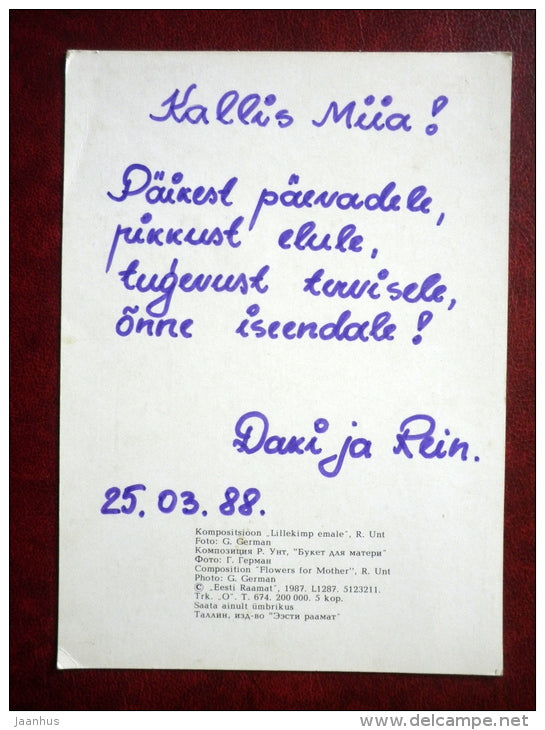 Kallis Miia!
Päikest päevadele,
pikkust elule,
tugevust tervisele,
õnne iseendale!
Daki ja Rein.
25. 03. 88.
Kompositsioon „Lillekimp emale", R. Unt
Foto: G. German
Композиция Р. Унт, "Букет для матери"
Фото: Г. Герман
Composition "Flowers for Mother", R. Unt
Photo: G. German
© „Eesti Raamat", 1987. L1287. 5123211.
Trk. „O". T. 674. 200 000. 5 kop.
Saata ainult ümbrikus
Таллин, изд-во "Ээсти раамат"
jaanhus
www.delcampe.net